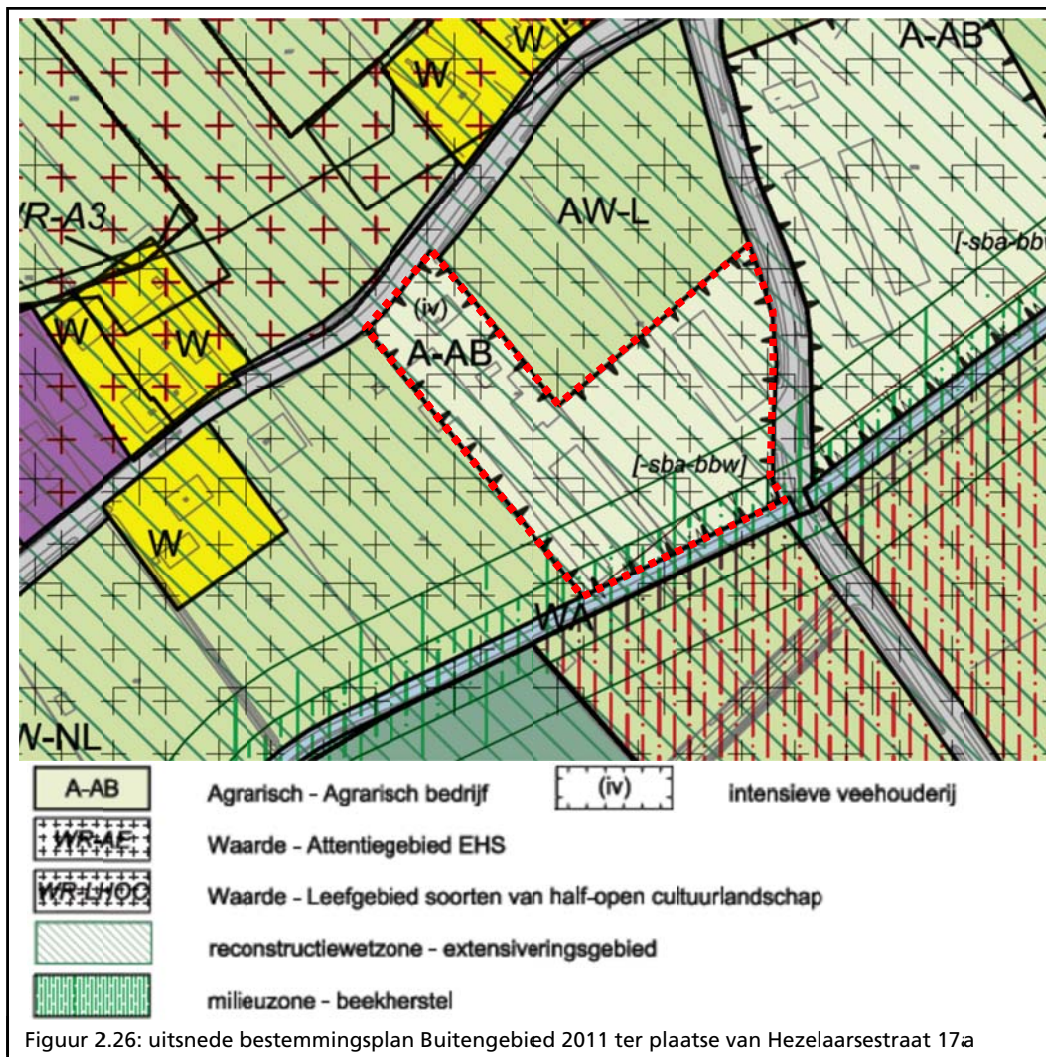 W
A-AB
W
AW-L
WR-A3
[-sba-bbw
(iv)
W
W
A-AB
[-sba-bbw]
W
WA
W-NL
A-AB Agrarisch - Agrarisch bedrijf (iv) intensieve veehouderij
WR-AE Waarde - Attentiegebied EHS
WR-LHOC Waarde - Leefgebied soorten van half-open cultuurlandschap
reconstructiewetzone - extensiveringsgebied
milieuzone - beekherstel
Figuur 2.26: uitsnede bestemmingsplan Buitengebied 2011 ter plaatse van Hezelaarsestraat 17a